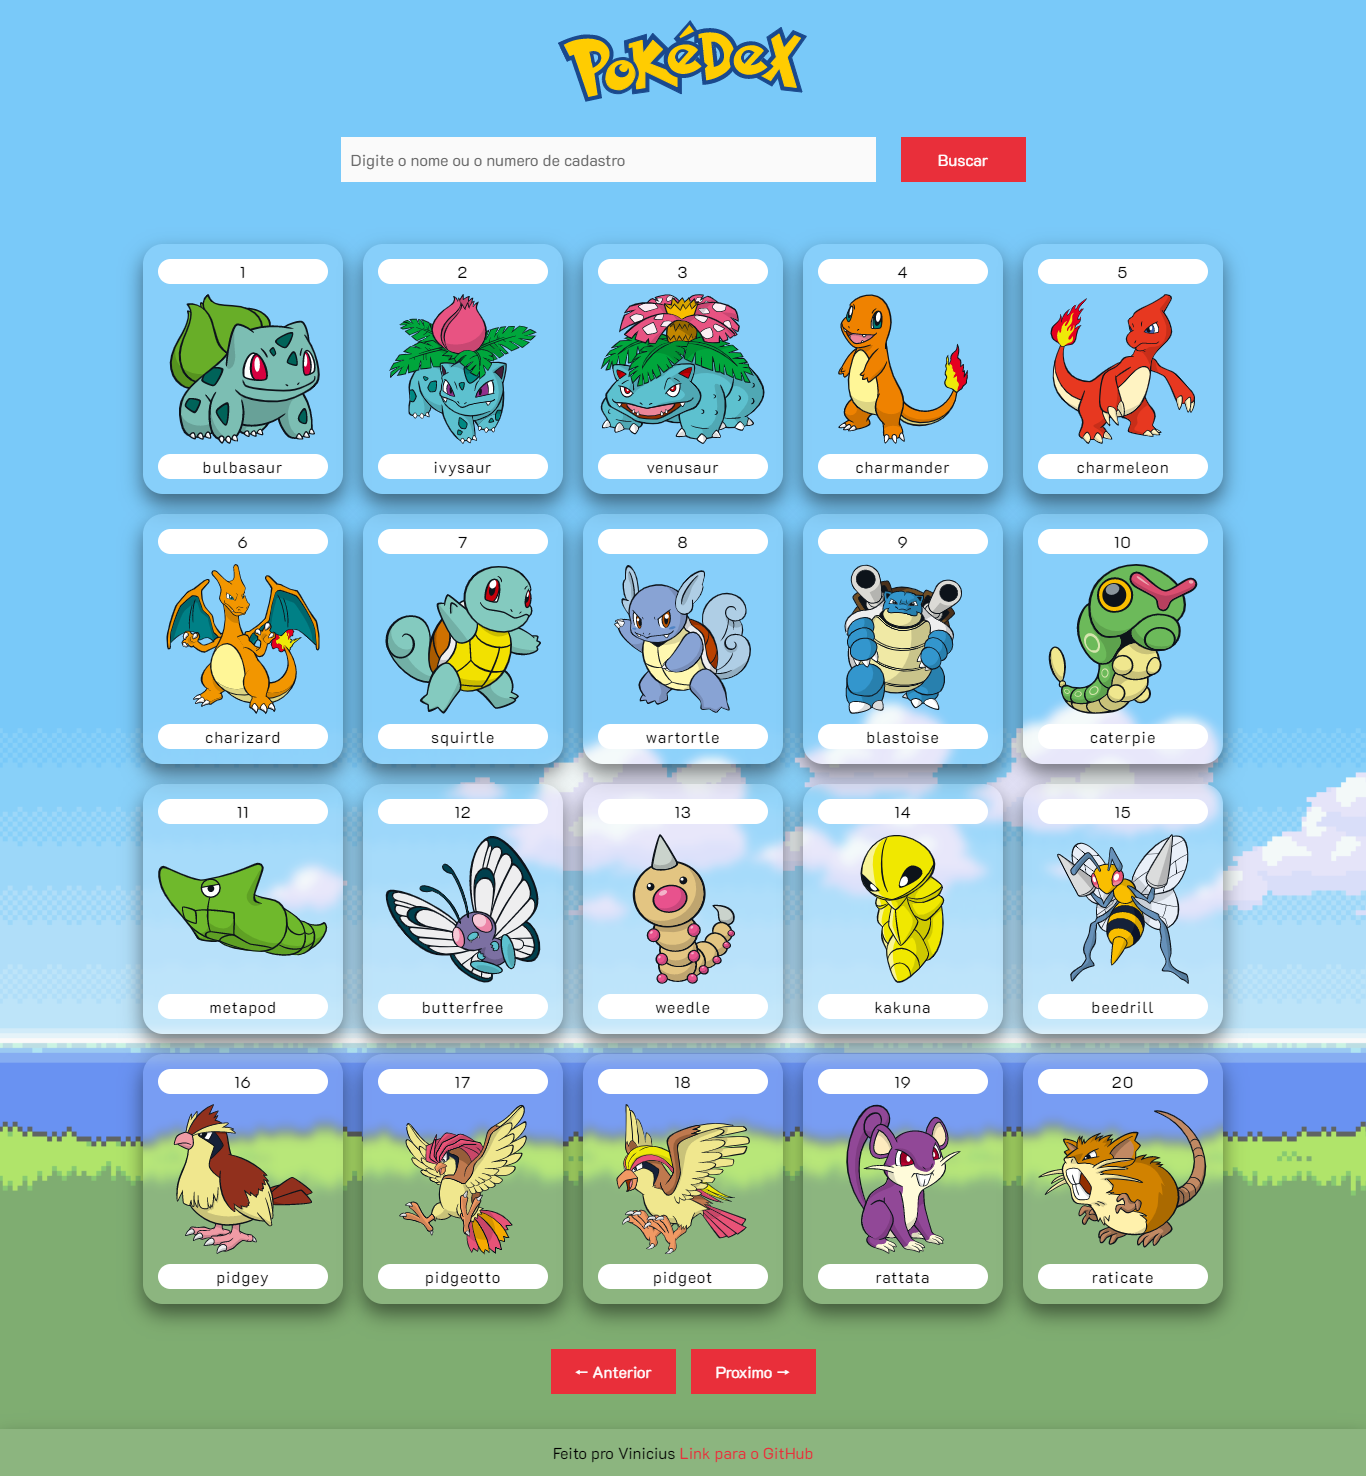 POKéDEX
Digite o nome ou o numero de cadastro
Buscar
1 2 3 4 5
bulbasaur ivysaur venusaur charmander charmeleon
6 7 8 9 10
charizard squirtle wartortle blastoise caterpie
11 12 13 14 15
metapod butterfree weedle kakuna beedrill
16 17 18 19 20
pidgey pidgeotto pidgeot rattata raticate
← Anterior Proximo →
Feito pro Vinicius Link para o GitHub